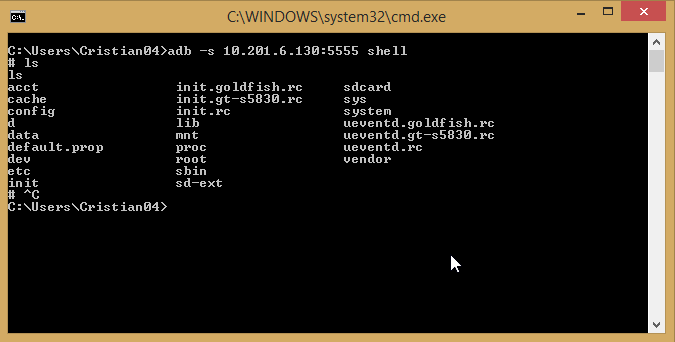 C:\WINDOWS\system32\cmd.exe
C:\Users\Cristian04>adb -s 10.201.6.130:5555 shell
# ls
ls
acct init.goldfish.rc sdcard
cache init.gt-s5830.rc sys
config init.rc system
d lib ueventd.goldfish.rc
data mnt ueventd.gt-s5830.rc
default.prop proc ueventd.rc
dev root vendor
etc sbin
init sd-ext
# ^C
C:\Users\Cristian04>